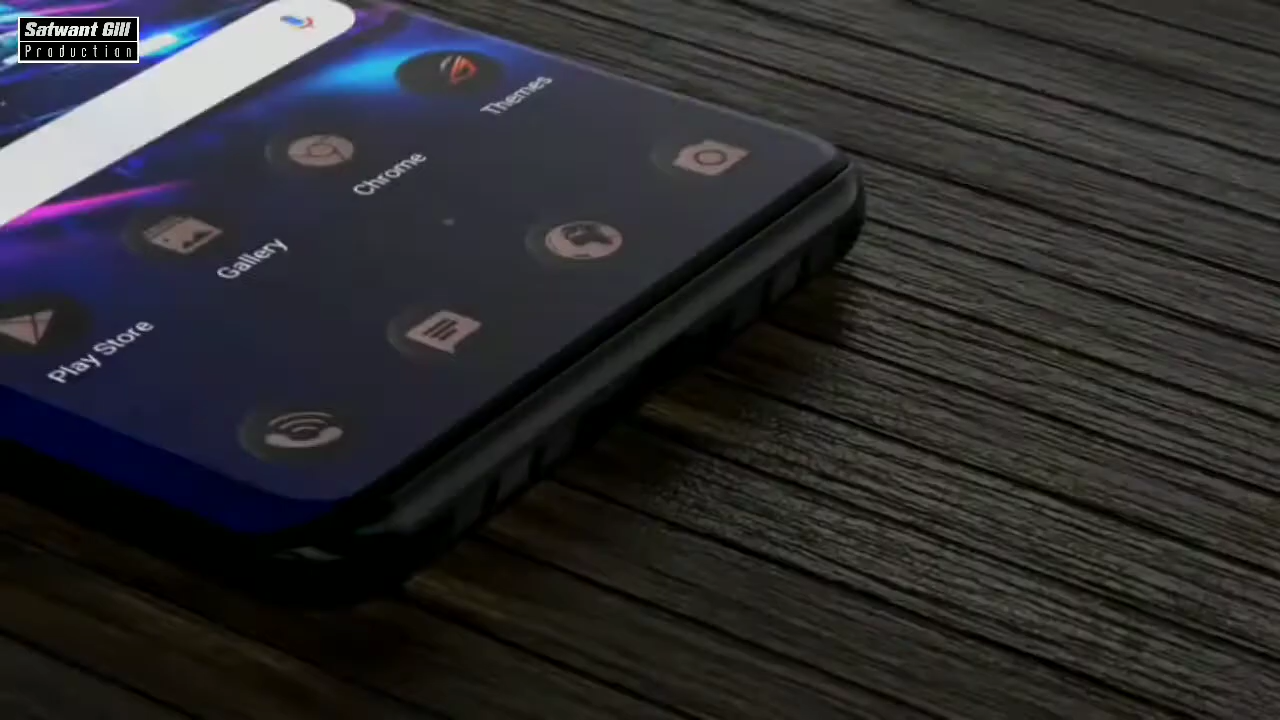 Satwant Gill
Production
Themes
Chrome
Gallery
Play Store